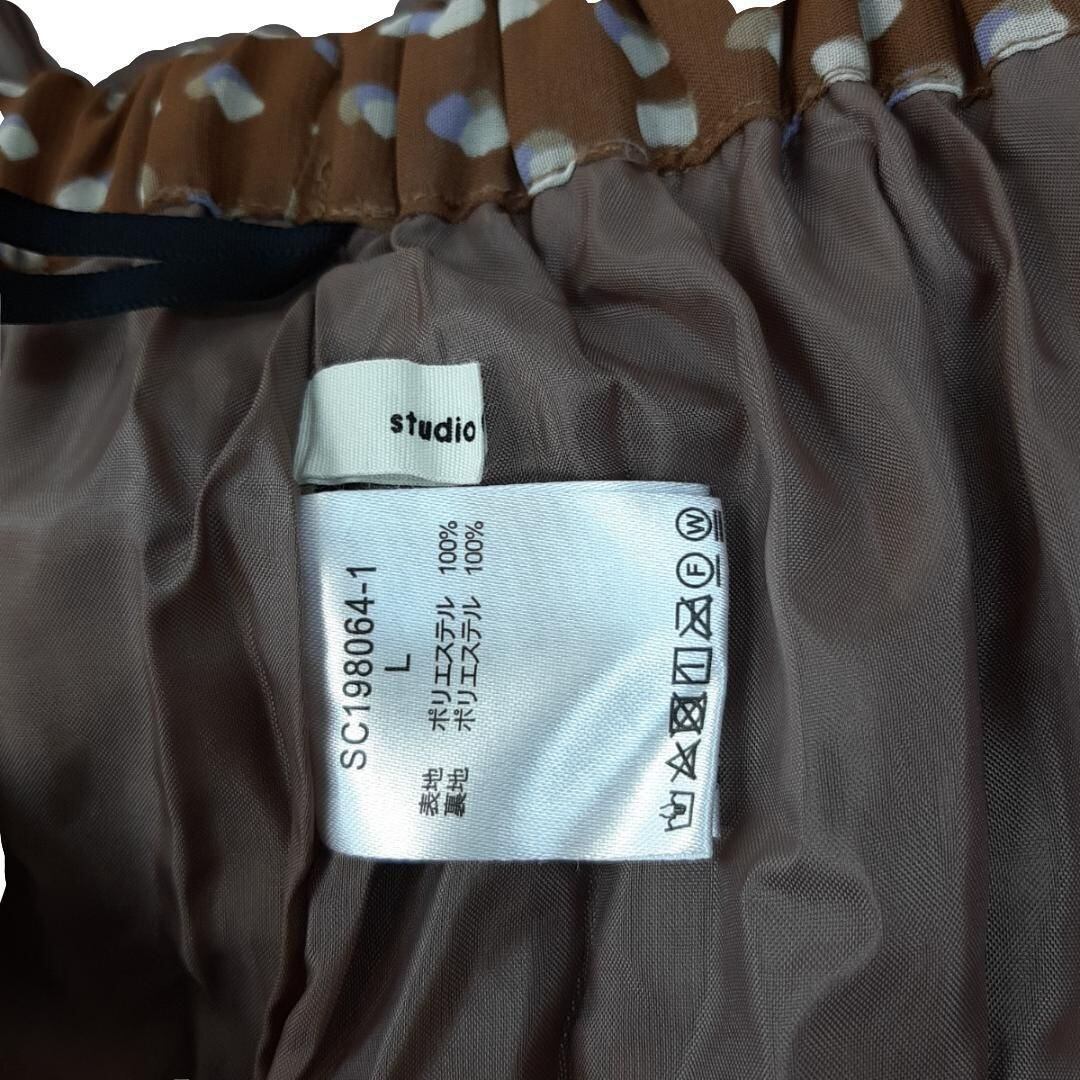 studio
SC198064-1
L
表地 ポリエステル 100%
裏地 ポリエステル 100%
F
W